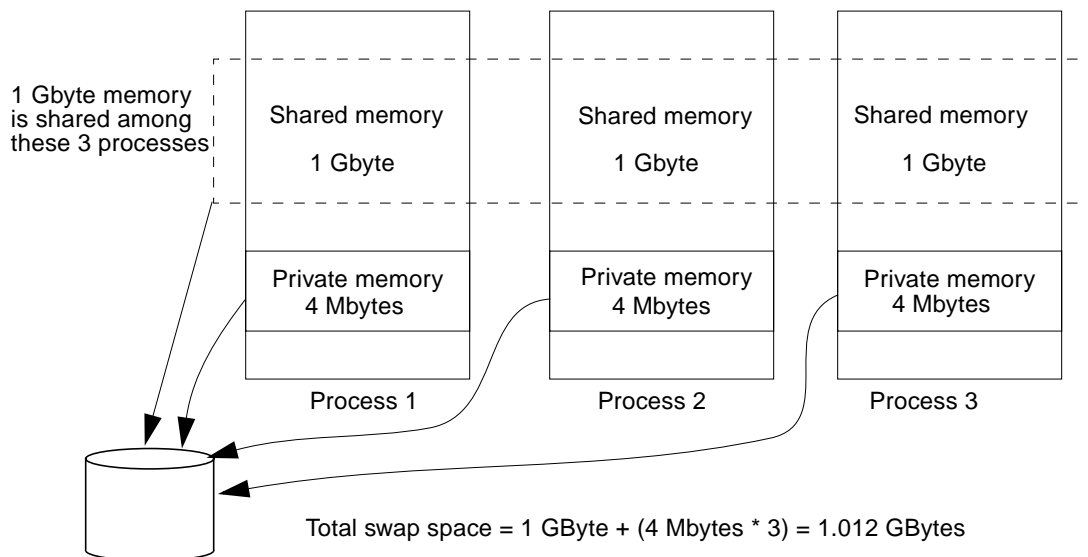 1 Gbyte memory
is shared among
these 3 processes
Shared memory
1 Gbyte
Shared memory
1 Gbyte
Shared memory
1 Gbyte
Private memory
4 Mbytes
Private memory
4 Mbytes
Private memory
4 Mbytes
Process 1
Process 2
Process 3
Total swap space = 1 GByte + (4 Mbytes * 3) = 1.012 GBytes